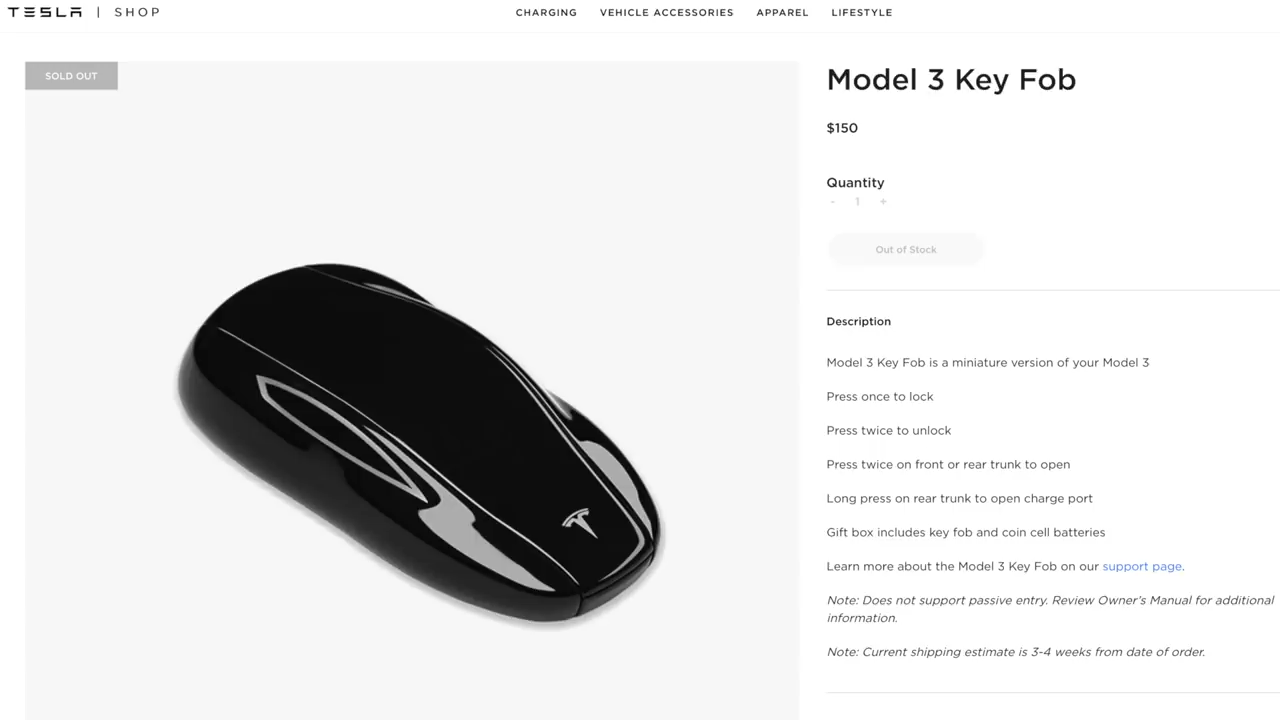 TESLA | SHOP
CHARGING VEHICLE ACCESSORIES APPAREL LIFESTYLE
SOLD OUT
Model 3 Key Fob
$150
Quantity
- 1 +
Out of Stock
Description
Model 3 Key Fob is a miniature version of your Model 3
Press once to lock
Press twice to unlock
Press twice on front or rear trunk to open
Long press on rear trunk to open charge port
Gift box includes key fob and coin cell batteries
Learn more about the Model 3 Key Fob on our support page.
Note: Does not support passive entry. Review Owner's Manual for additional
information.
Note: Current shipping estimate is 3-4 weeks from date of order.